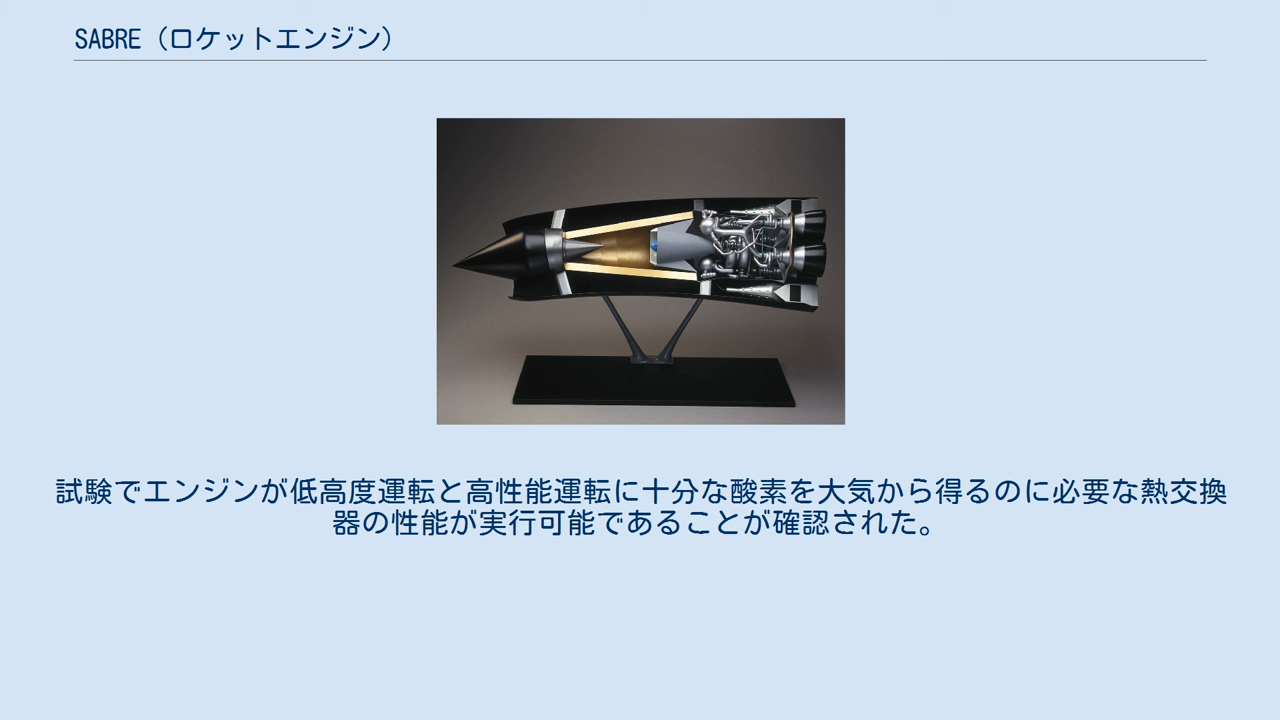 SABRE（ロケットエンジン）
試験でエンジンが低高度運転と高性能運転に十分な酸素を大気から得るのに必要な熱交換
器の性能が実行可能であることが確認された。